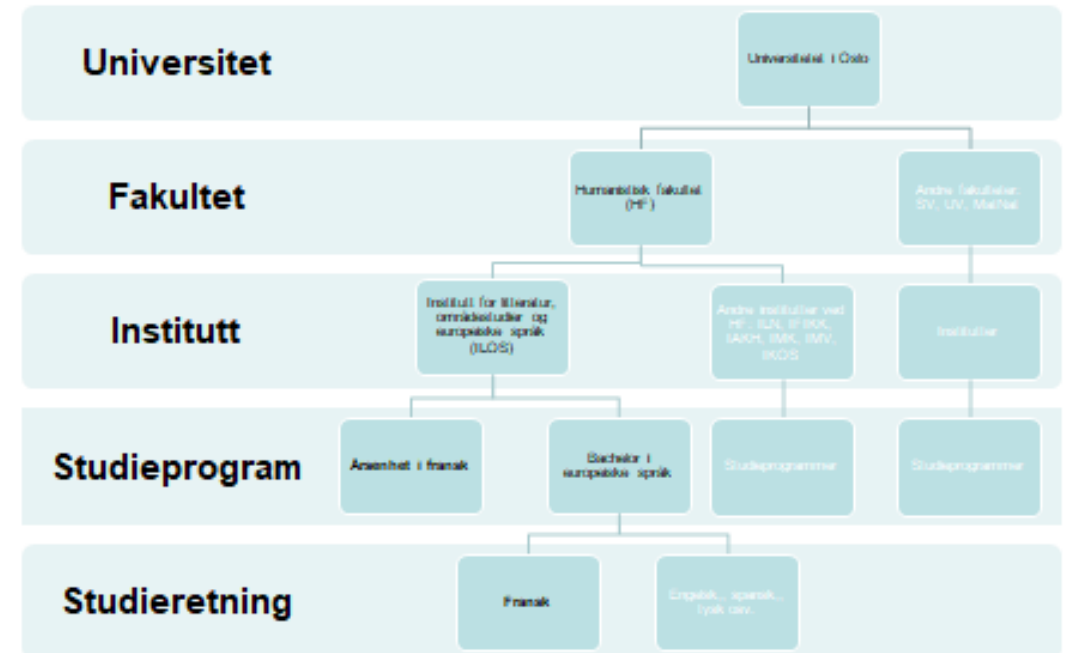 Universitet
Universitetet i Oslo
Fakultet
Humanistisk fakultet
(HF)
Andre fakulteter:
SV, UV, MatNat
Institutt
Institutt for litteratur,
områdestudier og
europeiske språk
(ILOS)
Andre institutter ved
HF: ILN, IFIKK,
IAKH, IMK, IMV,
IKOS
Institutter
Studieprogram
Årsenhet i fransk
Bachelor i
europeiske språk
Studieprogrammer
Studieprogrammer
Studieretning
Fransk
Engelsk, spansk,
tysk osv.